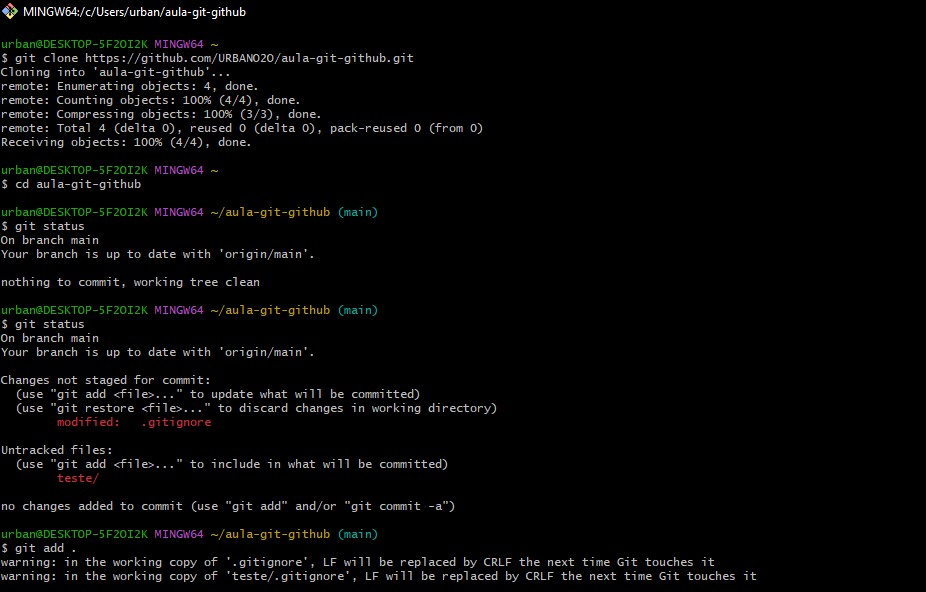 MINGW64:/c/Users/urban/aula-git-github
urban@DESKTOP-5F2OI2K MINGW64 ~
$ git clone https://github.com/URBANO2O/aula-git-github.git
Cloning into 'aula-git-github'...
remote: Enumerating objects: 4, done.
remote: Counting objects: 100% (4/4), done.
remote: Compressing objects: 100% (3/3), done.
remote: Total 4 (delta 0), reused 0 (delta 0), pack-reused 0 (from 0)
Receiving objects: 100% (4/4), done.
urban@DESKTOP-5F2OI2K MINGW64 ~
$ cd aula-git-github
urban@DESKTOP-5F2OI2K MINGW64 ~/aula-git-github (main)
$ git status
On branch main
Your branch is up to date with 'origin/main'.
nothing to commit, working tree clean
urban@DESKTOP-5F2OI2K MINGW64 ~/aula-git-github (main)
$ git status
On branch main
Your branch is up to date with 'origin/main'.
Changes not staged for commit:
(use "git add <file>..." to update what will be committed)
(use "git restore <file>..." to discard changes in working directory)
modified:   .gitignore
Untracked files:
(use "git add <file>..." to include in what will be committed)
teste/
no changes added to commit (use "git add" and/or "git commit -a")
urban@DESKTOP-5F2OI2K MINGW64 ~/aula-git-github (main)
$ git add .
warning: in the working copy of '.gitignore', LF will be replaced by CRLF the next time Git touches it
warning: in the working copy of 'teste/.gitignore', LF will be replaced by CRLF the next time Git touches it